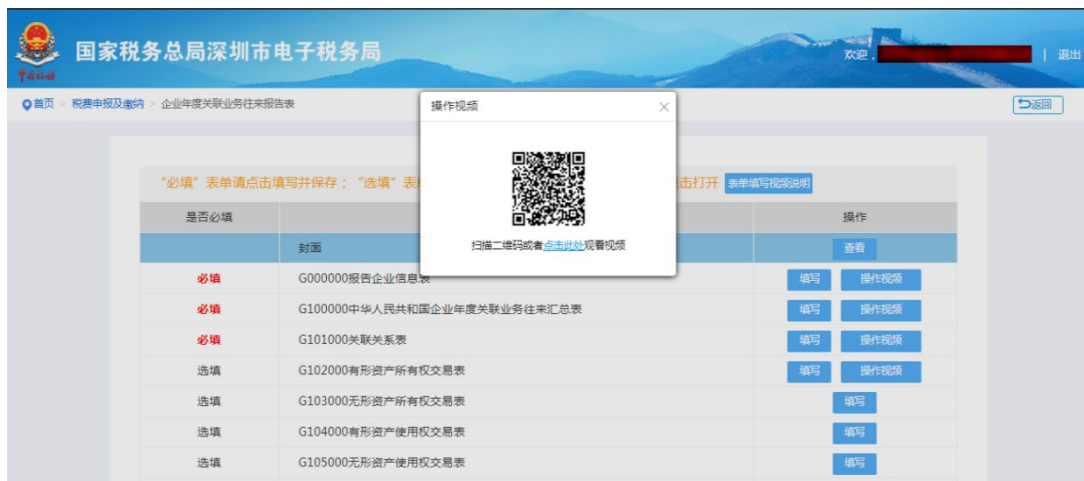 国家税务总局深圳市电子税务局
欢迎，
| 退出
首页 > 税费申报及缴纳 > 企业年度关联业务往来报告表
返回
操作视频
×
扫描二维码或者点击此处观看视频
“必填”表单请点击填写并保存；“选填”表
击打开 表单填写视频说明
是否必填 操作
封面 查看
必填 G000000报告企业信息表 填写 操作视频
必填 G100000中华人民共和国企业年度关联业务往来汇总表 填写 操作视频
必填 G101000关联关系表 填写 操作视频
选填 G102000有形资产所有权交易表 填写 操作视频
选填 G103000无形资产所有权交易表 填写
选填 G104000有形资产使用权交易表 填写
选填 G105000无形资产使用权交易表 填写